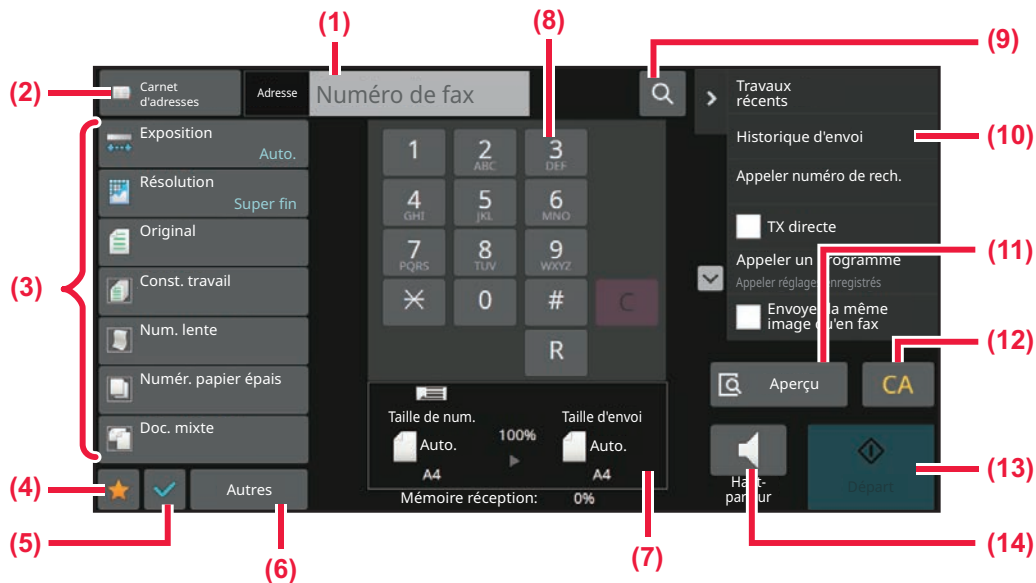 (1)
(8)
(9)
(2)
Carnet
d'adresses
Adresse
Numéro de fax
Travaux
récents
(10)
Historique d'envoi
Appeler numéro de rech.
TX directe
(11)
Appeler un programme
Appeler réglages enregistrés
Envoyer la même
image qu'en fax
(12)
(3)
Exposition
Auto.
Résolution
Super fin
Original
Const. travail
Num. lente
Numér. papier épais
Doc. mixte
1
2
ABC
3
DEF
4
GHI
5
JKL
6
MNO
7
PQRS
8
TUV
9
WXYZ
0
#
C
R
Aperçu
CA
Taille de num.
Auto.
A4
100%
Taille d'envoi
Auto.
A4
Mémoire réception: 0%
Haut-
parleur
Départ
(13)
(4)
Autres
(5)
(6)
(7)
(14)